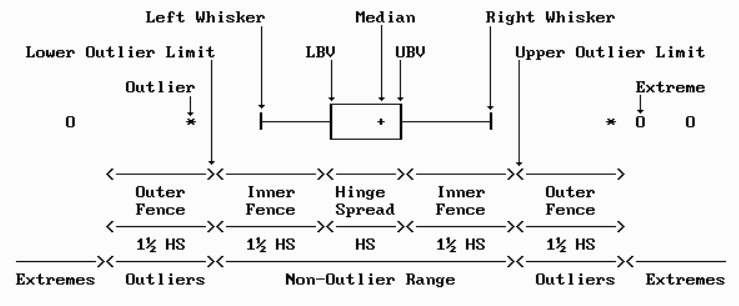 Left Whisker Median Right Whisker
Lower Outlier Limit LBV UBV Upper Outlier Limit
Outlier Extreme
O * + * O O
Outer Inner Hinge Inner Outer
Fence Fence Spread Fence Fence
1½ HS 1½ HS HS 1½ HS 1½ HS
Extremes Outliers Non-Outlier Range Outliers Extremes